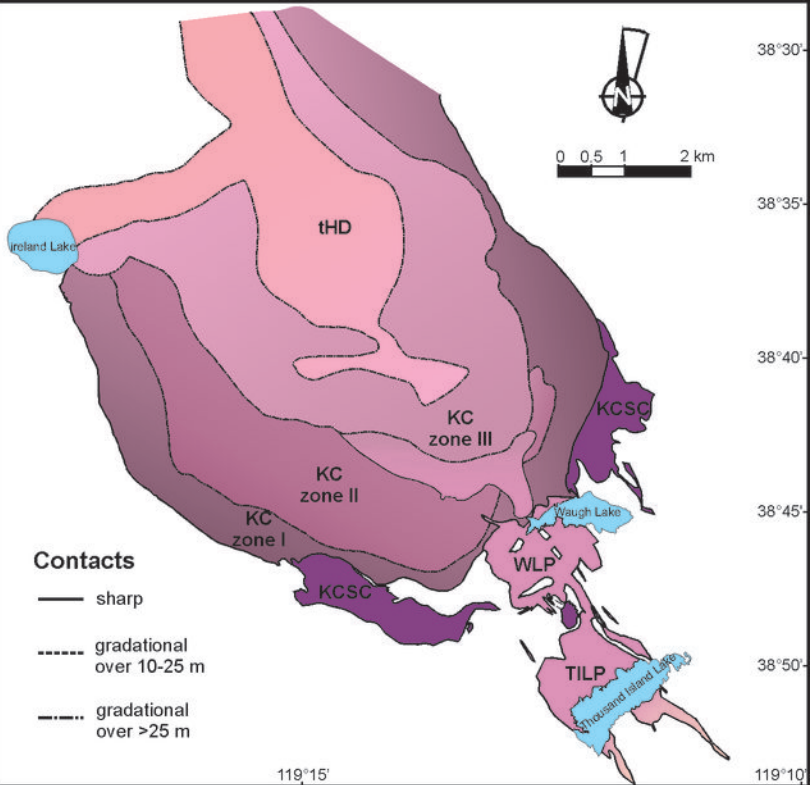 38°30'
N
0 0.5 1 2 km
38°35'
tHD
ireland Lake
38°40'
KCSC
KC
zone III
KC
zone II
38°45'
Waugh Lake
KC
zone I
Contacts
WLP
KCSC
sharp
gradational
over 10-25 m
38°50'
TILP
Thousand Island Lake
gradational
over >25 m
119°15'
119°10'